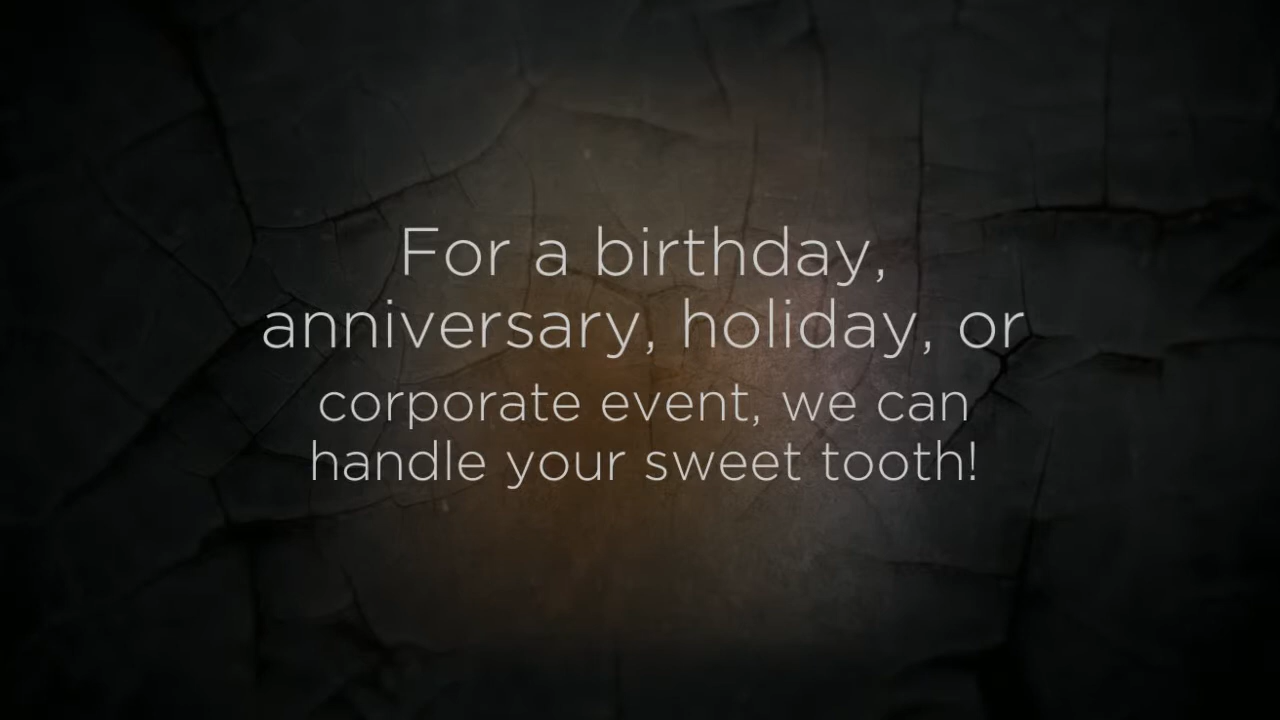 For a birthday,
anniversary, holiday, or
corporate event, we can
handle your sweet tooth!